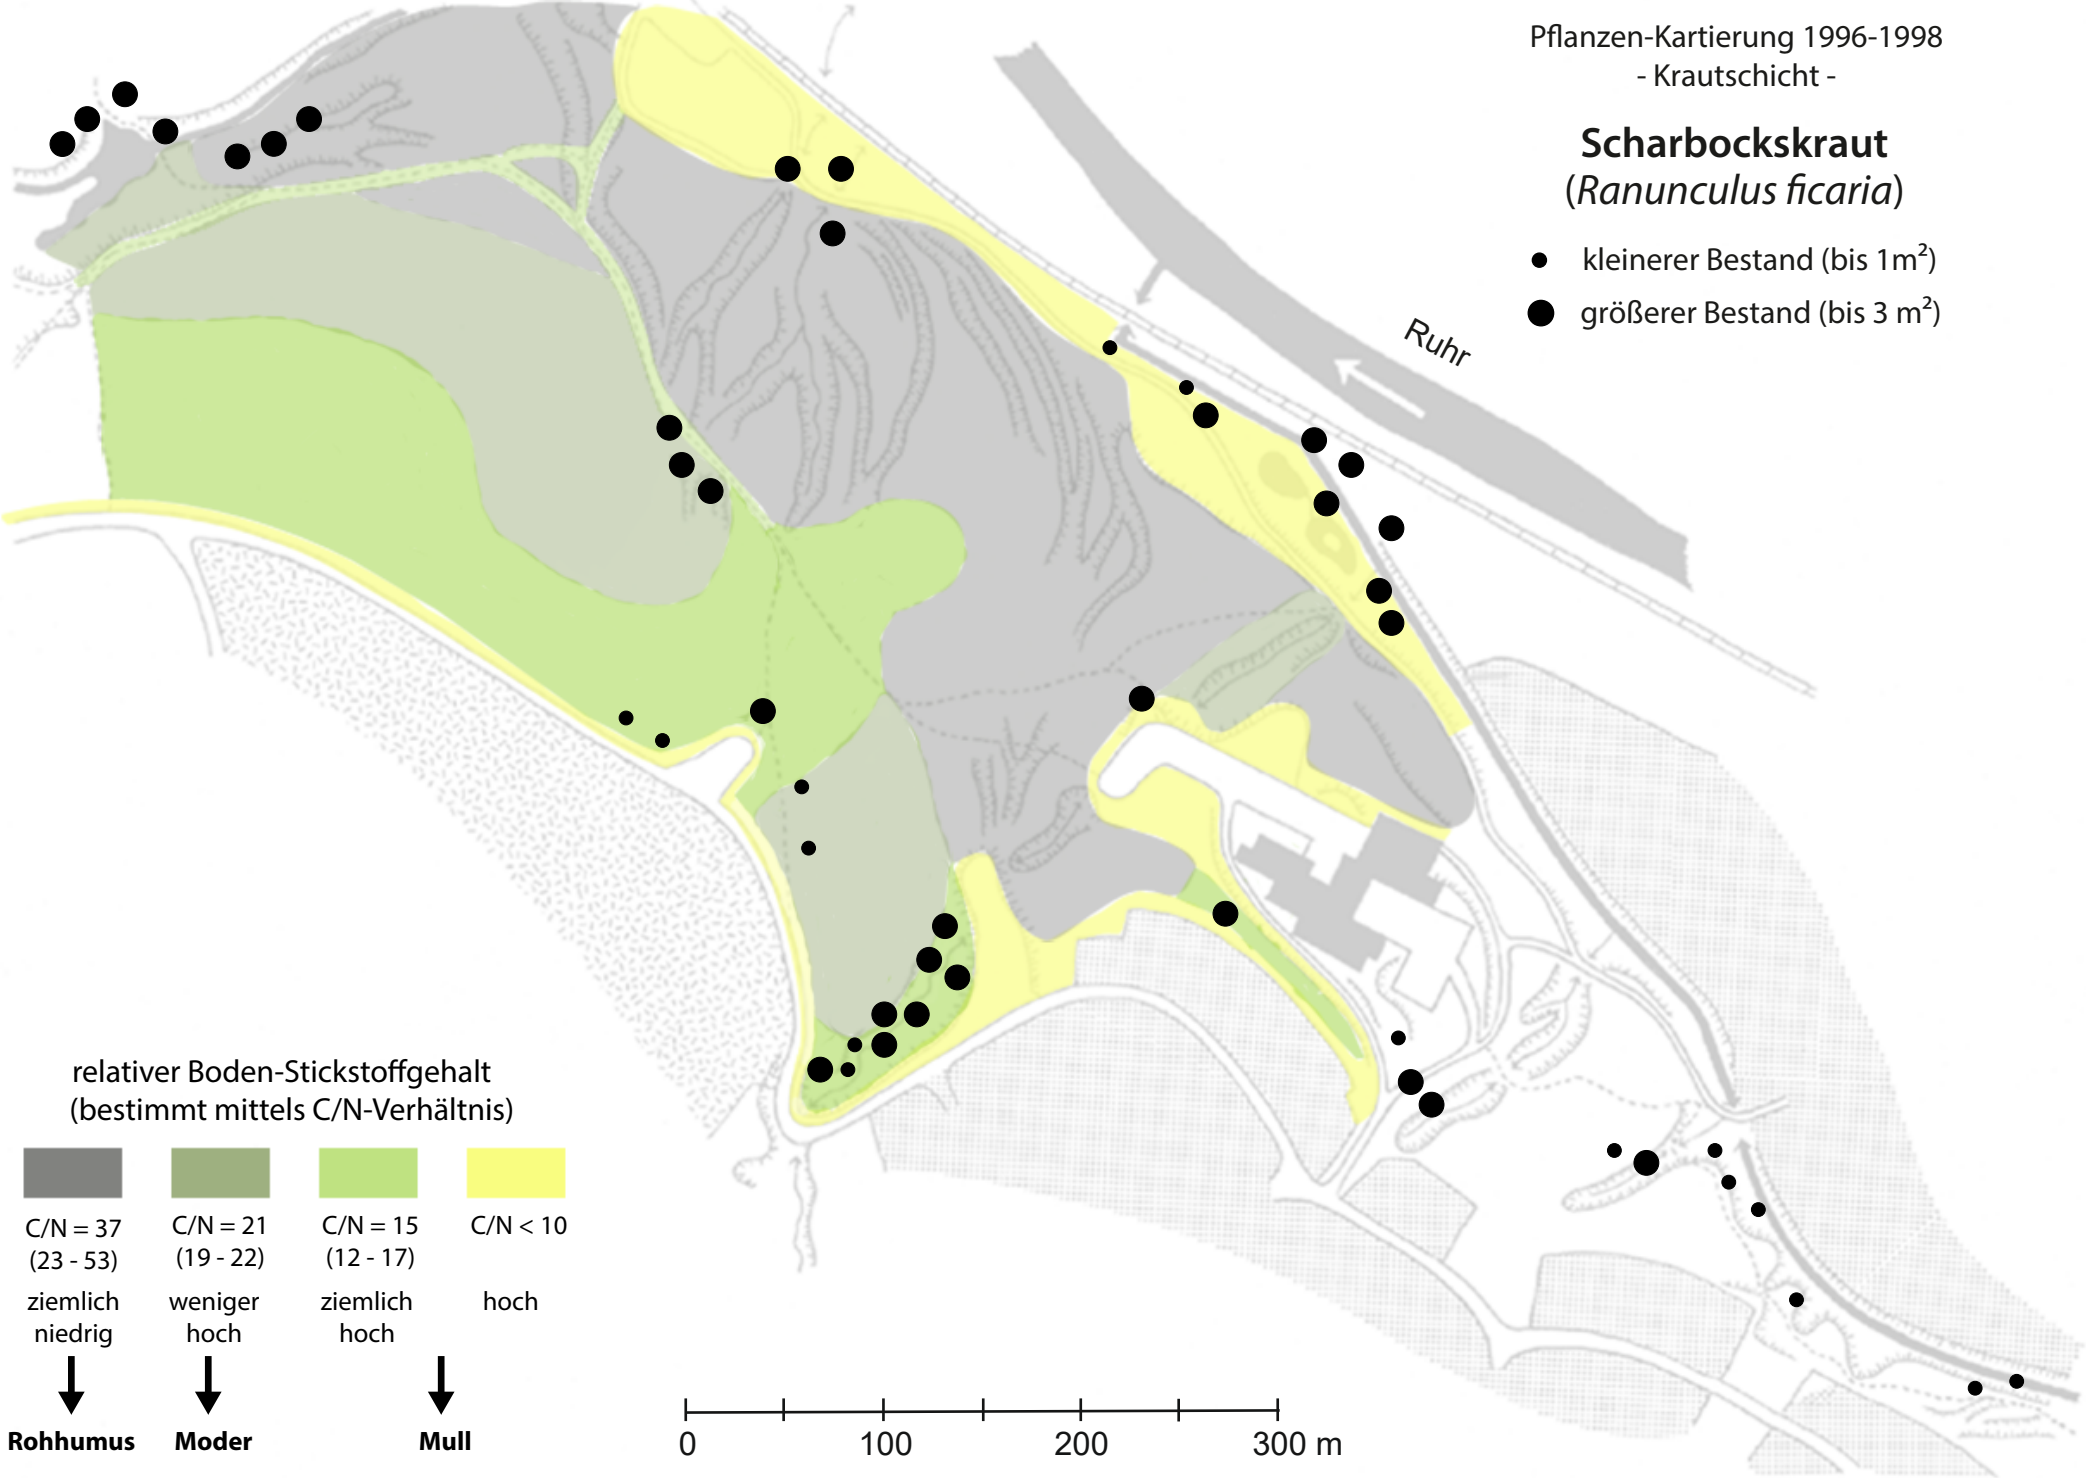 Pflanzen-Kartierung 1996-1998
- Krautschicht -
Scharbockskraut
(Ranunculus ficaria)
kleinerer Bestand (bis 1m²)
größerer Bestand (bis 3 m²)
Ruhr
relativer Boden-Stickstoffgehalt
(bestimmt mittels C/N-Verhältnis)
C/N = 37 C/N = 21 C/N = 15 C/N < 10
(23 - 53) (19 - 22) (12 - 17)
ziemlich weniger ziemlich hoch
niedrig hoch hoch
Rohhumus Moder Mull
0 100 200 300 m